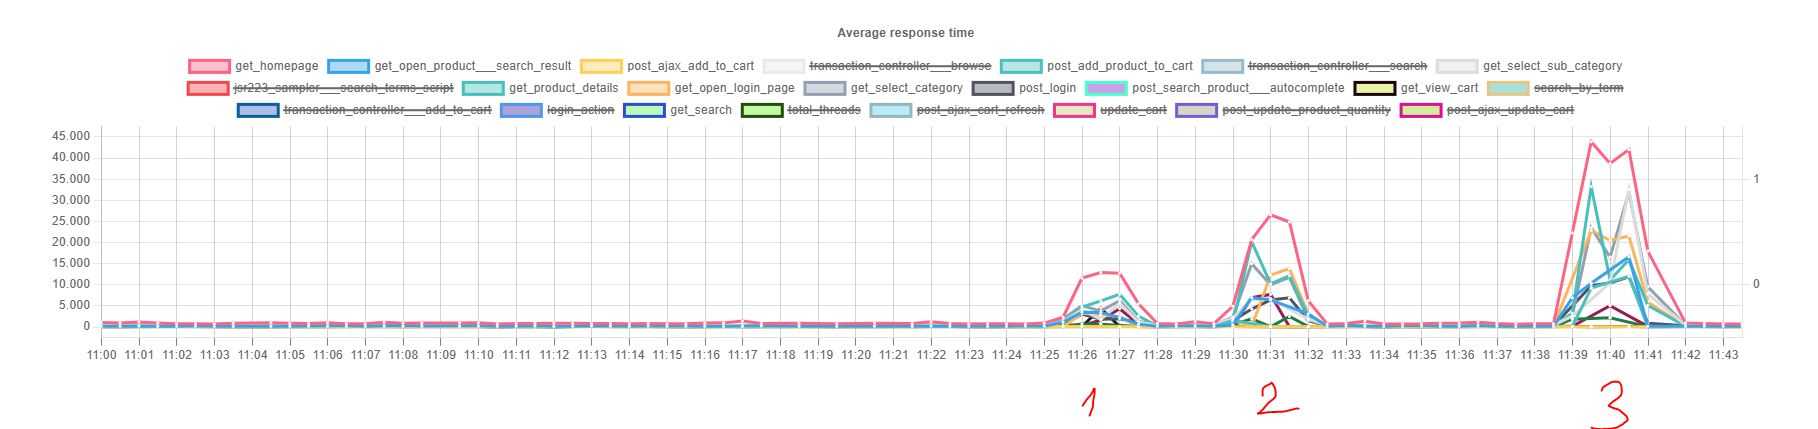 Average response time
get_homepage get_open_product___search_result post_ajax_add_to_cart transaction_controller___browse post_add_product_to_cart transaction_controller___search get_select_sub_category
jsr223_sampler___search_terms_script get_product_details get_open_login_page get_select_category post_login post_search_product___autocomplete get_view_cart search_by_term
transaction_controller___add_to_cart login_action get_search total_threads post_ajax_cart_refresh update_cart post_update_product_quantity post_ajax_update_cart
45.000
40.000
35.000 1
30.000
25.000
20.000
15.000
10.000 0
5.000
0
11:00 11:01 11:02 11:03 11:04 11:05 11:06 11:07 11:08 11:09 11:10 11:11 11:12 11:13 11:14 11:15 11:16 11:17 11:18 11:19 11:20 11:21 11:22 11:23 11:24 11:25 11:26 11:27 11:28 11:29 11:30 11:31 11:32 11:33 11:34 11:35 11:36 11:37 11:38 11:39 11:40 11:41 11:42 11:43
1 2 3